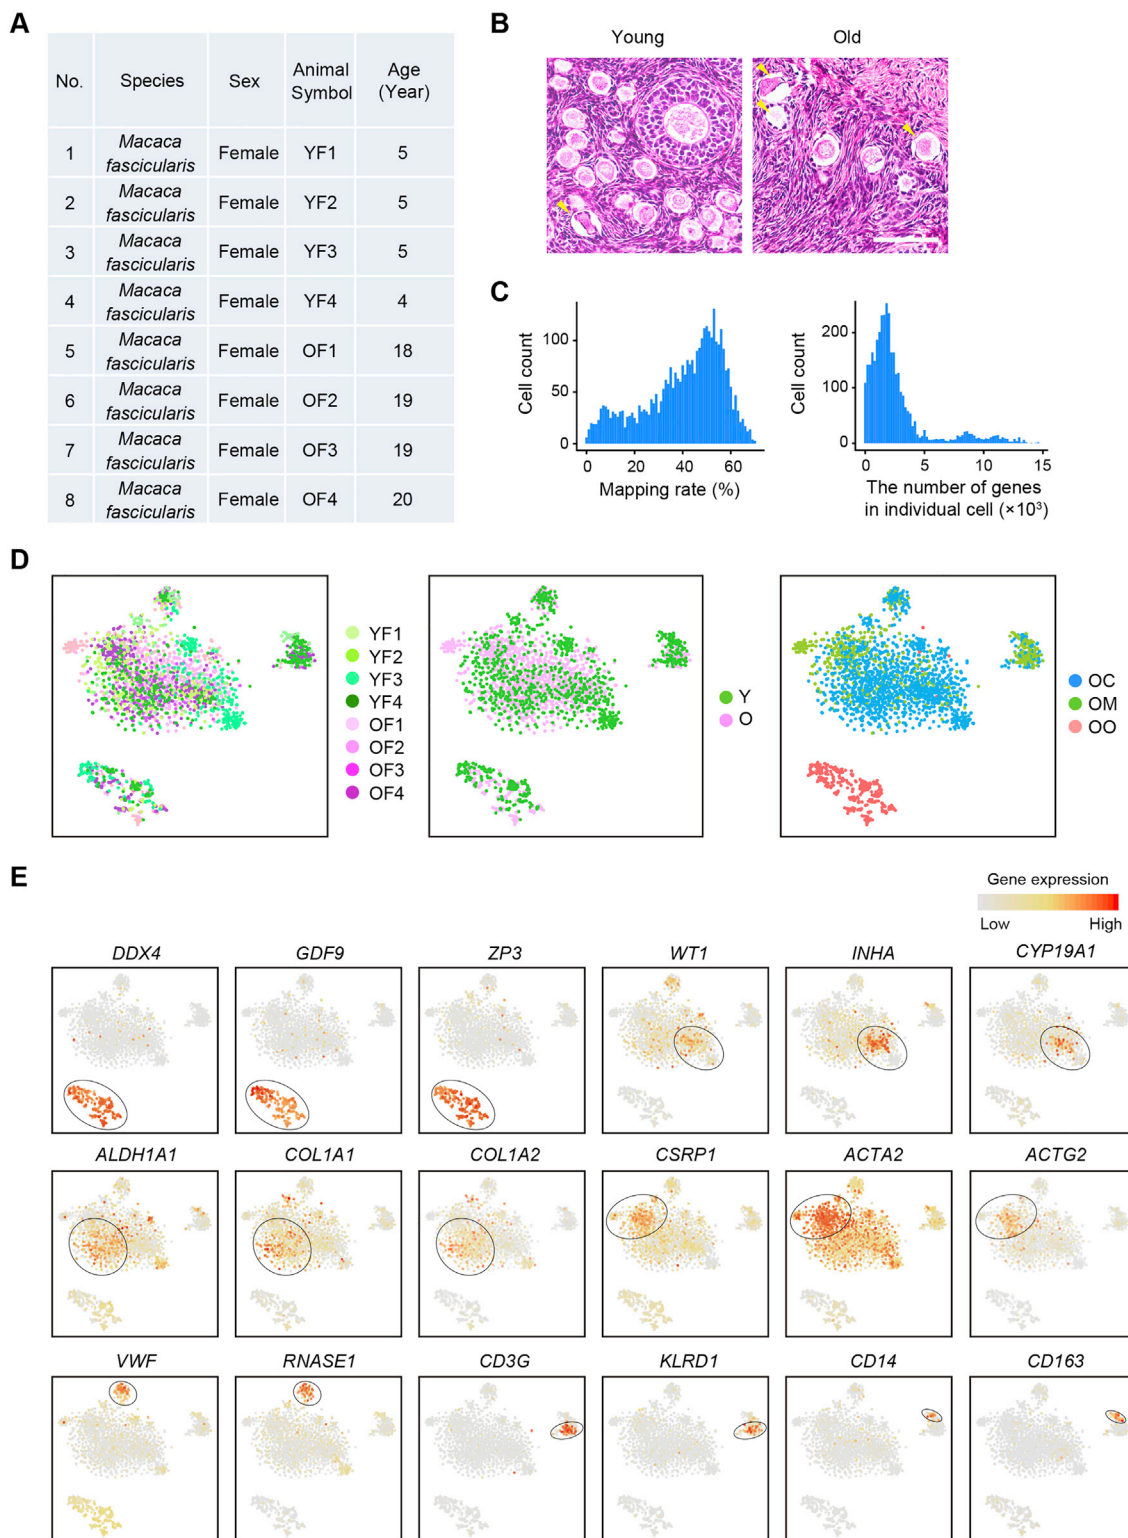 A
No. Species Sex Animal Symbol Age (Year)
1 Macaca fascicularis Female YF1 5
2 Macaca fascicularis Female YF2 5
3 Macaca fascicularis Female YF3 5
4 Macaca fascicularis Female YF4 4
5 Macaca fascicularis Female OF1 18
6 Macaca fascicularis Female OF2 19
7 Macaca fascicularis Female OF3 19
8 Macaca fascicularis Female OF4 20
B
Young Old
C
Cell count
100
50
0
0 20 40 60
Mapping rate (%)
Cell count
200
100
0
0 5 10 15
The number of genes
in individual cell (×10³)
D
YF1
YF2
YF3
YF4
OF1
OF2
OF3
OF4
Y
O
OC
OM
OO
E
Gene expression
Low High
DDX4 GDF9 ZP3 WT1 INHA CYP19A1
ALDH1A1 COL1A1 COL1A2 CSRP1 ACTA2 ACTG2
VWF RNASE1 CD3G KLRD1 CD14 CD163